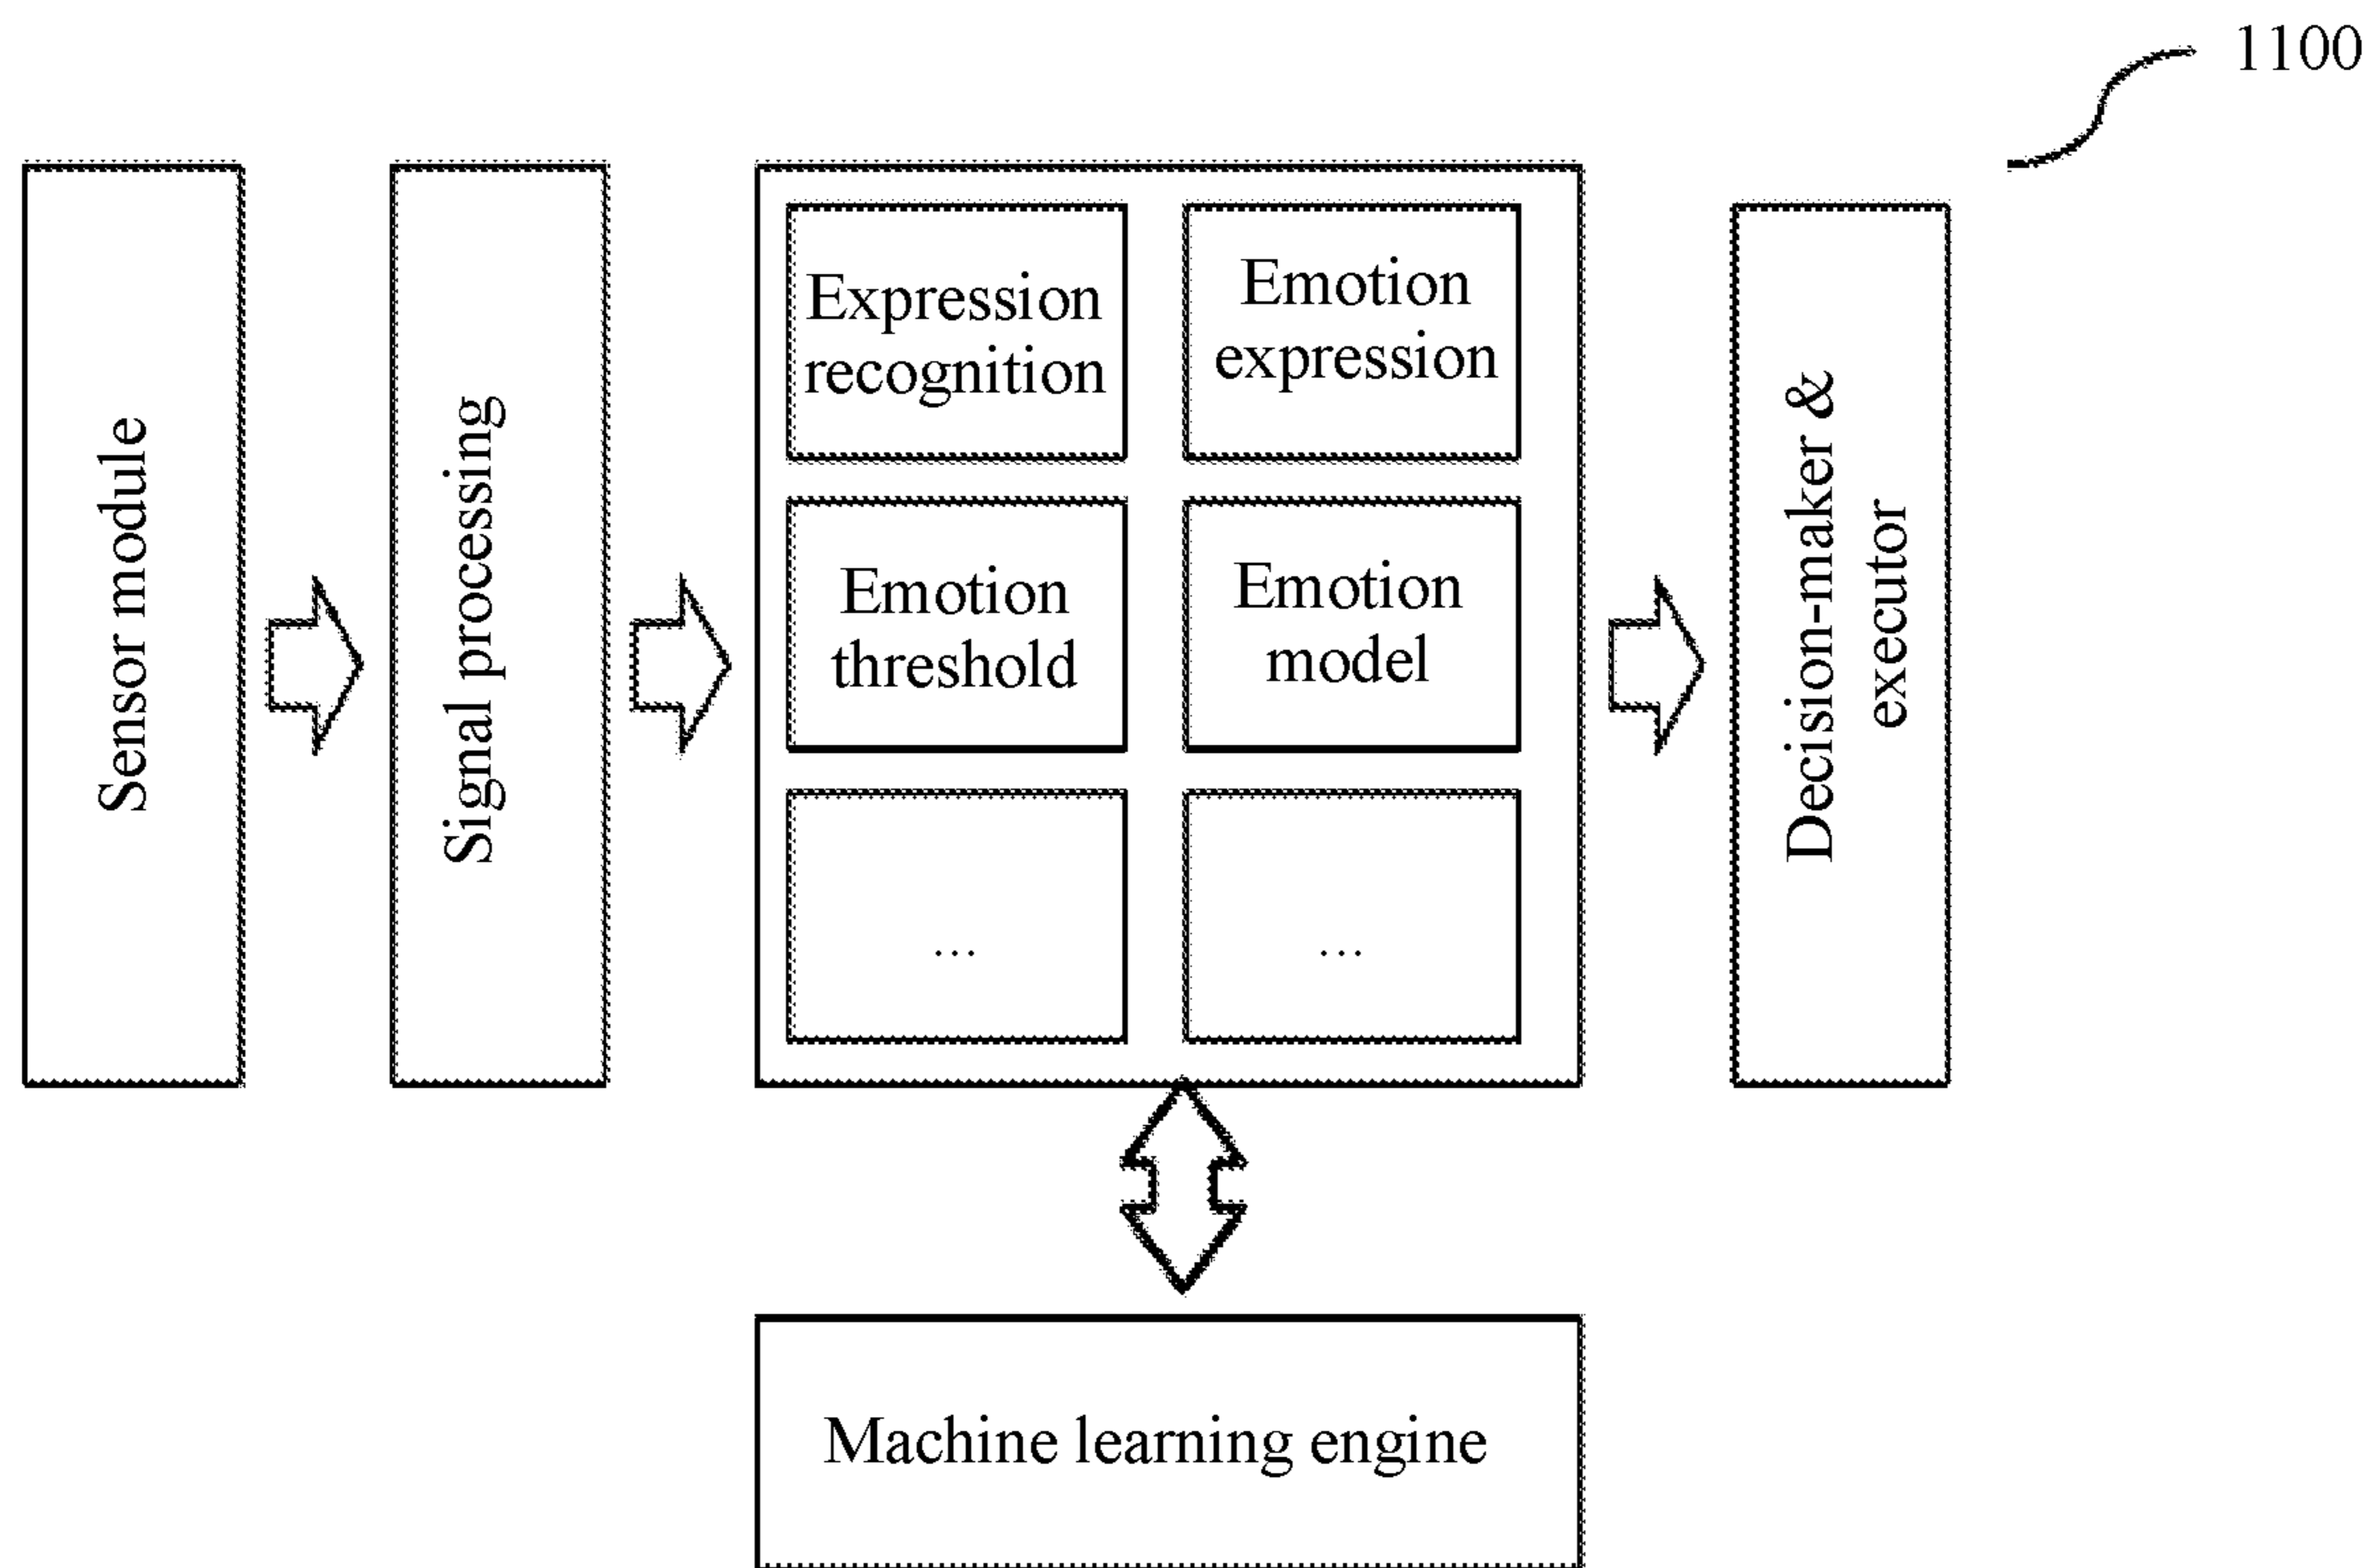 1100
Sensor module
Signal processing
Expression
recognition
Emotion
expression
Emotion
threshold
Emotion
model
...
...
Decision-maker &
executor
Machine learning engine